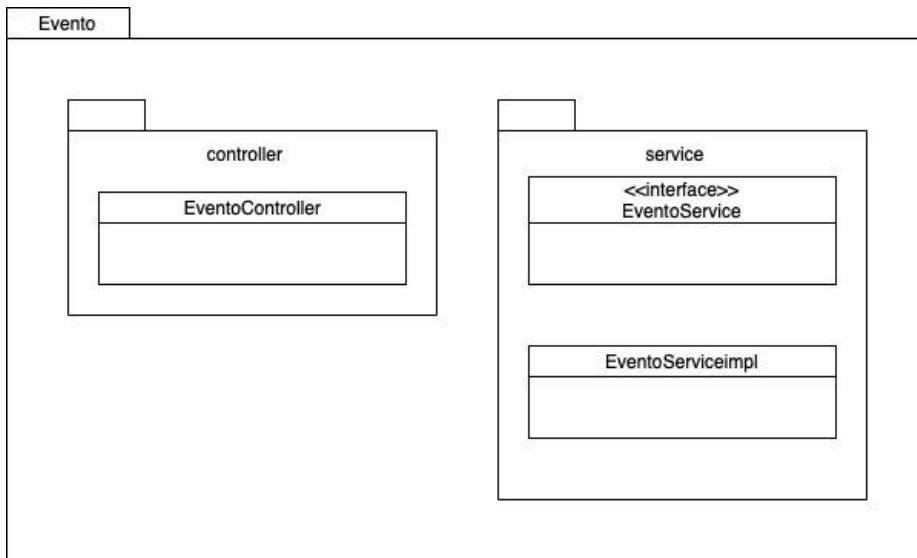 Evento
controller
EventoController
service
<<interface>>
EventoService
EventoServiceimpl